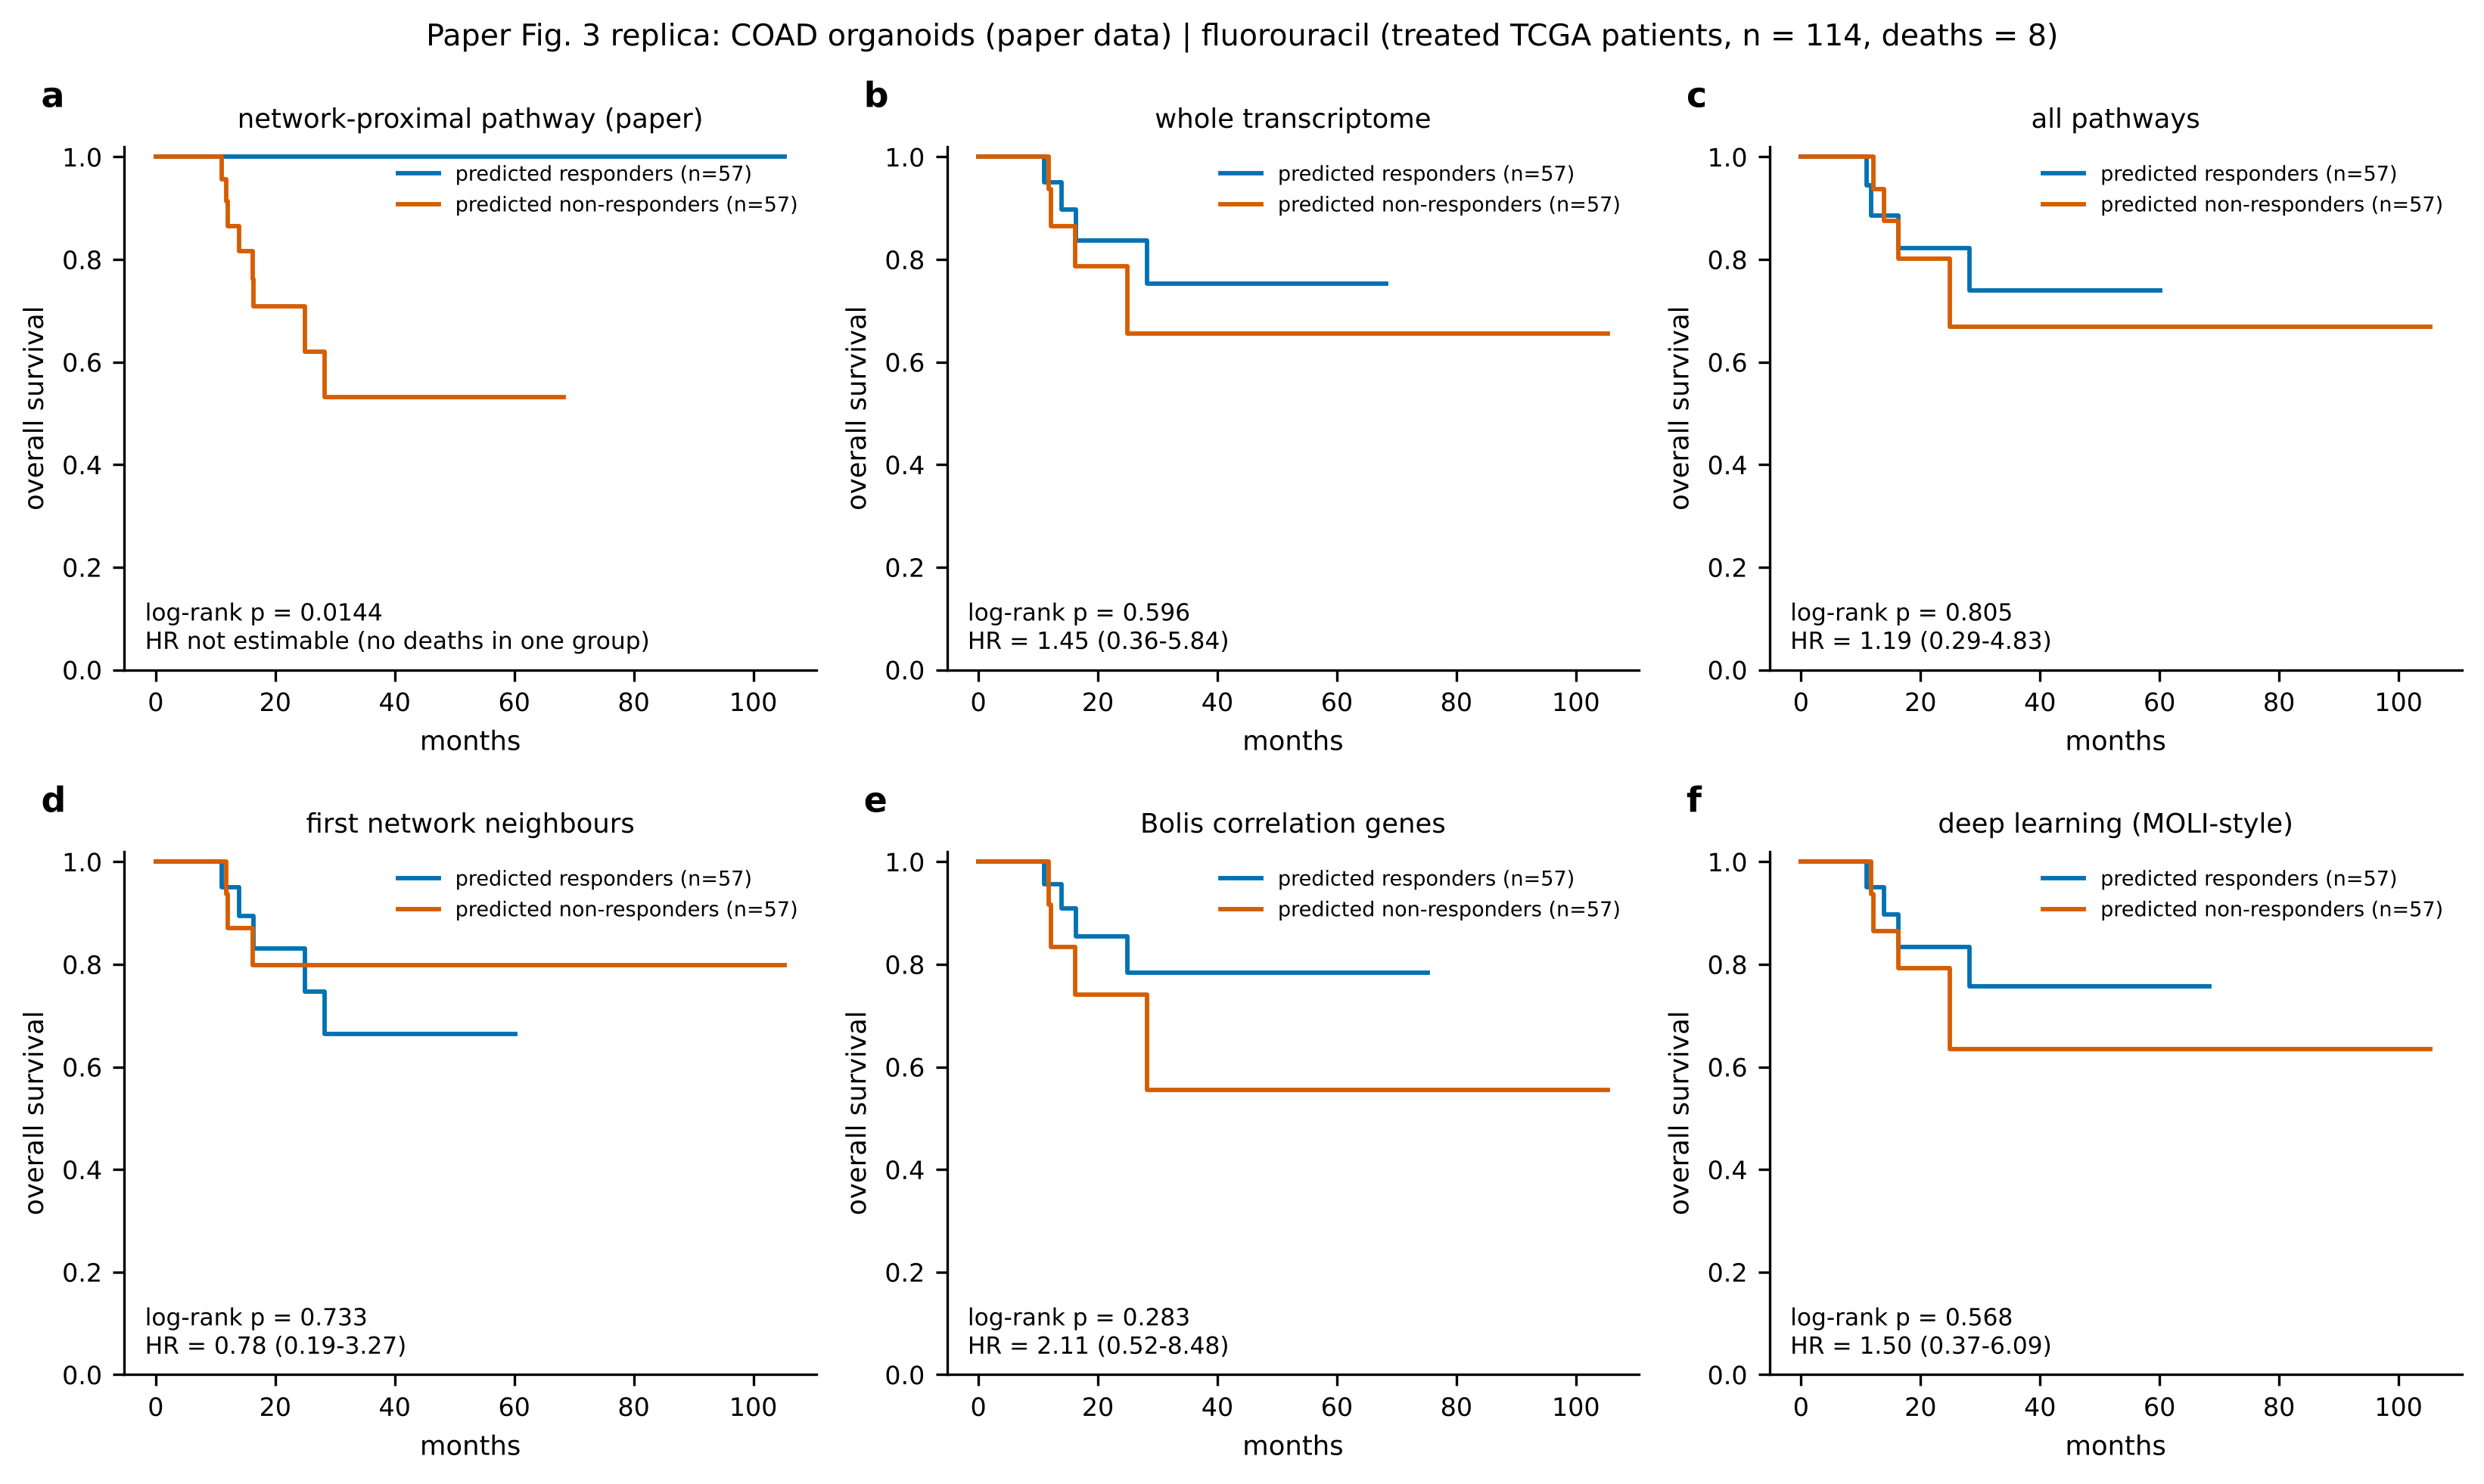 Paper Fig. 3 replica: COAD organoids (paper data) | fluorouracil (treated TCGA patients, n = 114, deaths = 8)
a
network-proximal pathway (paper)
predicted responders (n=57)
predicted non-responders (n=57)
overall survival
1.0
0.8
0.6
0.4
0.2
0.0
log-rank p = 0.0144
HR not estimable (no deaths in one group)
0 20 40 60 80 100
months
b
whole transcriptome
predicted responders (n=57)
predicted non-responders (n=57)
overall survival
1.0
0.8
0.6
0.4
0.2
0.0
log-rank p = 0.596
HR = 1.45 (0.36-5.84)
0 20 40 60 80 100
months
c
all pathways
predicted responders (n=57)
predicted non-responders (n=57)
overall survival
1.0
0.8
0.6
0.4
0.2
0.0
log-rank p = 0.805
HR = 1.19 (0.29-4.83)
0 20 40 60 80 100
months
d
first network neighbours
predicted responders (n=57)
predicted non-responders (n=57)
overall survival
1.0
0.8
0.6
0.4
0.2
0.0
log-rank p = 0.733
HR = 0.78 (0.19-3.27)
0 20 40 60 80 100
months
e
Bolis correlation genes
predicted responders (n=57)
predicted non-responders (n=57)
overall survival
1.0
0.8
0.6
0.4
0.2
0.0
log-rank p = 0.283
HR = 2.11 (0.52-8.48)
0 20 40 60 80 100
months
f
deep learning (MOLI-style)
predicted responders (n=57)
predicted non-responders (n=57)
overall survival
1.0
0.8
0.6
0.4
0.2
0.0
log-rank p = 0.568
HR = 1.50 (0.37-6.09)
0 20 40 60 80 100
months